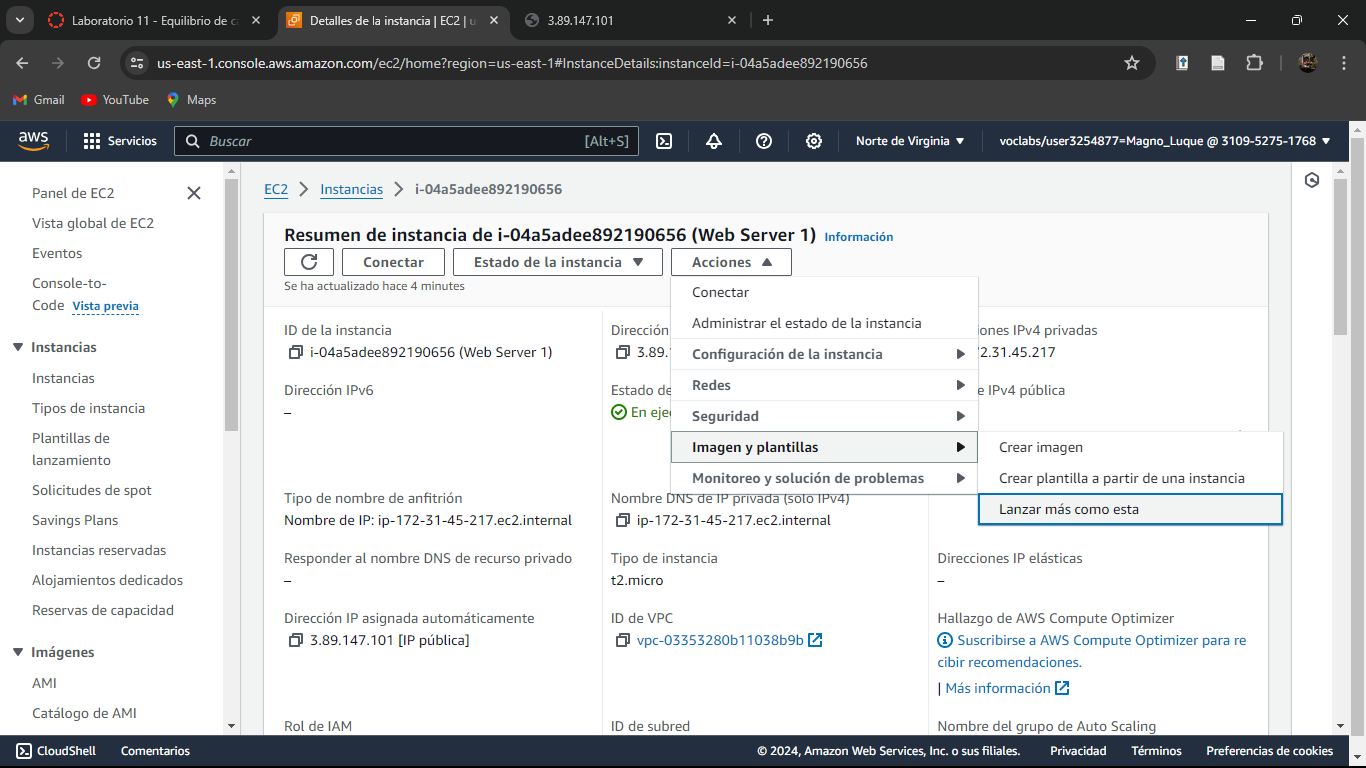 Laboratorio 11 - Equilibrio de c
Detalles de la instancia | EC2 | u
3.89.147.101
us-east-1.console.aws.amazon.com/ec2/home?region=us-east-1#InstanceDetails:instanceId=i-04a5adee892190656
Gmail
YouTube
Maps
aws
Servicios
Buscar
[Alt+S]
Norte de Virginia
voclabs/user3254877=Magno_Luque @ 3109-5275-1768
Panel de EC2
Vista global de EC2
Eventos
Console-to-
Code Vista previa
Instancias
Instancias
Tipos de instancia
Plantillas de
lanzamiento
Solicitudes de spot
Savings Plans
Instancias reservadas
Alojamientos dedicados
Reservas de capacidad
Imágenes
AMI
Catálogo de AMI
EC2
Instancias
i-04a5adee892190656
Resumen de instancia de i-04a5adee892190656 (Web Server 1) Información
Conectar
Estado de la instancia
Acciones
Se ha actualizado hace 4 minutes
Conectar
Administrar el estado de la instancia
Configuración de la instancia
Redes
Seguridad
Imagen y plantillas
Monitoreo y solución de problemas
Crear imagen
Crear plantilla a partir de una instancia
Lanzar más como esta
ID de la instancia
i-04a5adee892190656 (Web Server 1)
Dirección
3.89.
iones IPv4 privadas
2.31.45.217
Dirección IPv6
–
Estado de
En ejec
e IPv4 pública
Tipo de nombre de anfitrión
Nombre de IP: ip-172-31-45-217.ec2.internal
Nombre DNS de IP privada (solo IPv4)
ip-172-31-45-217.ec2.internal
Responder al nombre DNS de recurso privado
–
Tipo de instancia
t2.micro
Direcciones IP elásticas
–
Dirección IP asignada automáticamente
3.89.147.101 [IP pública]
ID de VPC
vpc-03353280b11038b9b
Hallazgo de AWS Compute Optimizer
Suscribirse a AWS Compute Optimizer para re
cibir recomendaciones.
| Más información
Rol de IAM
ID de subred
Nombre del grupo de Auto Scaling
CloudShell
Comentarios
© 2024, Amazon Web Services, Inc. o sus filiales.
Privacidad
Términos
Preferencias de cookies